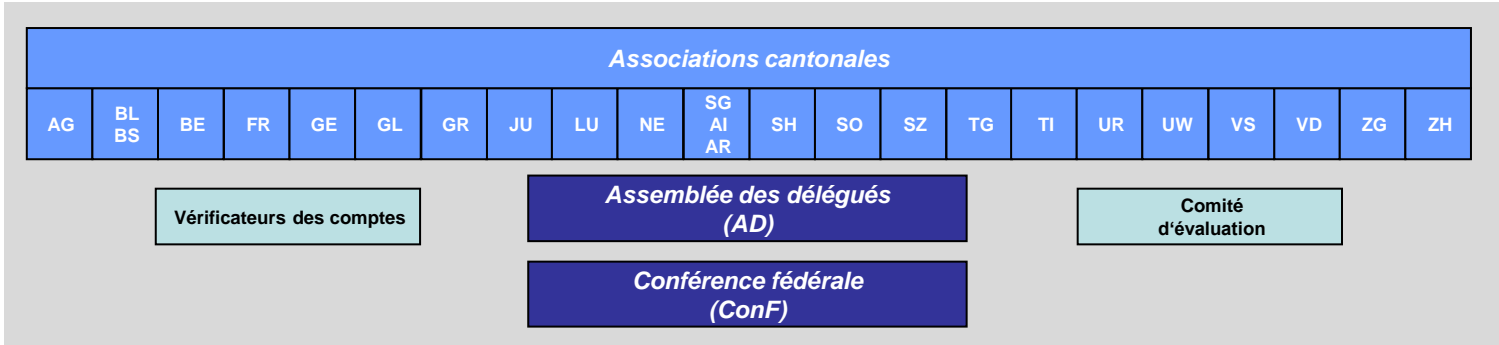 Associations cantonales
AG
BL
BS
BE
FR
GE
GL
GR
JU
LU
NE
SG
AI
AR
SH
SO
SZ
TG
TI
UR
UW
VS
VD
ZG
ZH
Vérificateurs des comptes
Assemblée des délégués
(AD)
Comité
d‘évaluation
Conférence fédérale
(ConF)